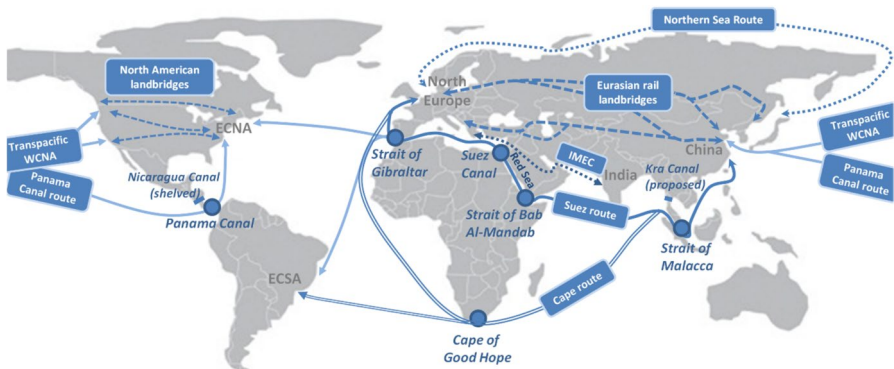 Northern Sea Route
North American
landbridges
North
Europe
Eurasian rail
landbridges
ECNA
Transpacific
WCNA
Transpacific
WCNA
Strait of
Gibraltar
Suez
Canal
Red Sea
IMEC
India
China
Kra Canal
(proposed)
Nicaragua Canal
(shelved)
Panama
Canal route
Panama
Canal route
Panama Canal
Strait of Bab
Al-Mandab
Suez route
Strait of
Malacca
ECSA
Cape route
Cape of
Good Hope